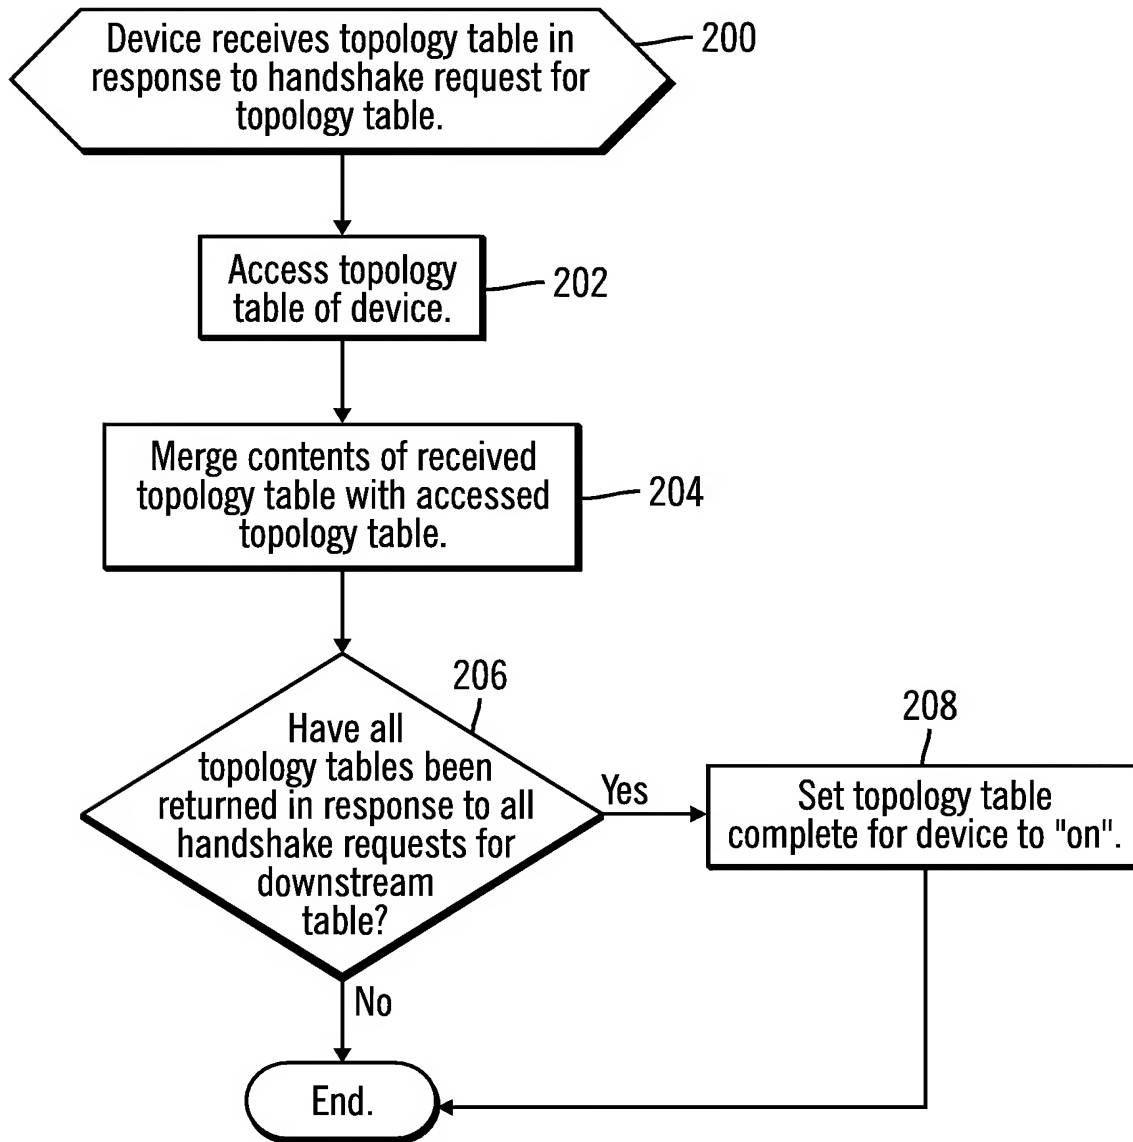 Device receives topology table in
response to handshake request for
topology table.
200
Access topology
table of device.
202
Merge contents of received
topology table with accessed
topology table.
204
206
Have all
topology tables been
returned in response to all
handshake requests for
downstream
table?
Yes
208
Set topology table
complete for device to "on".
No
End.